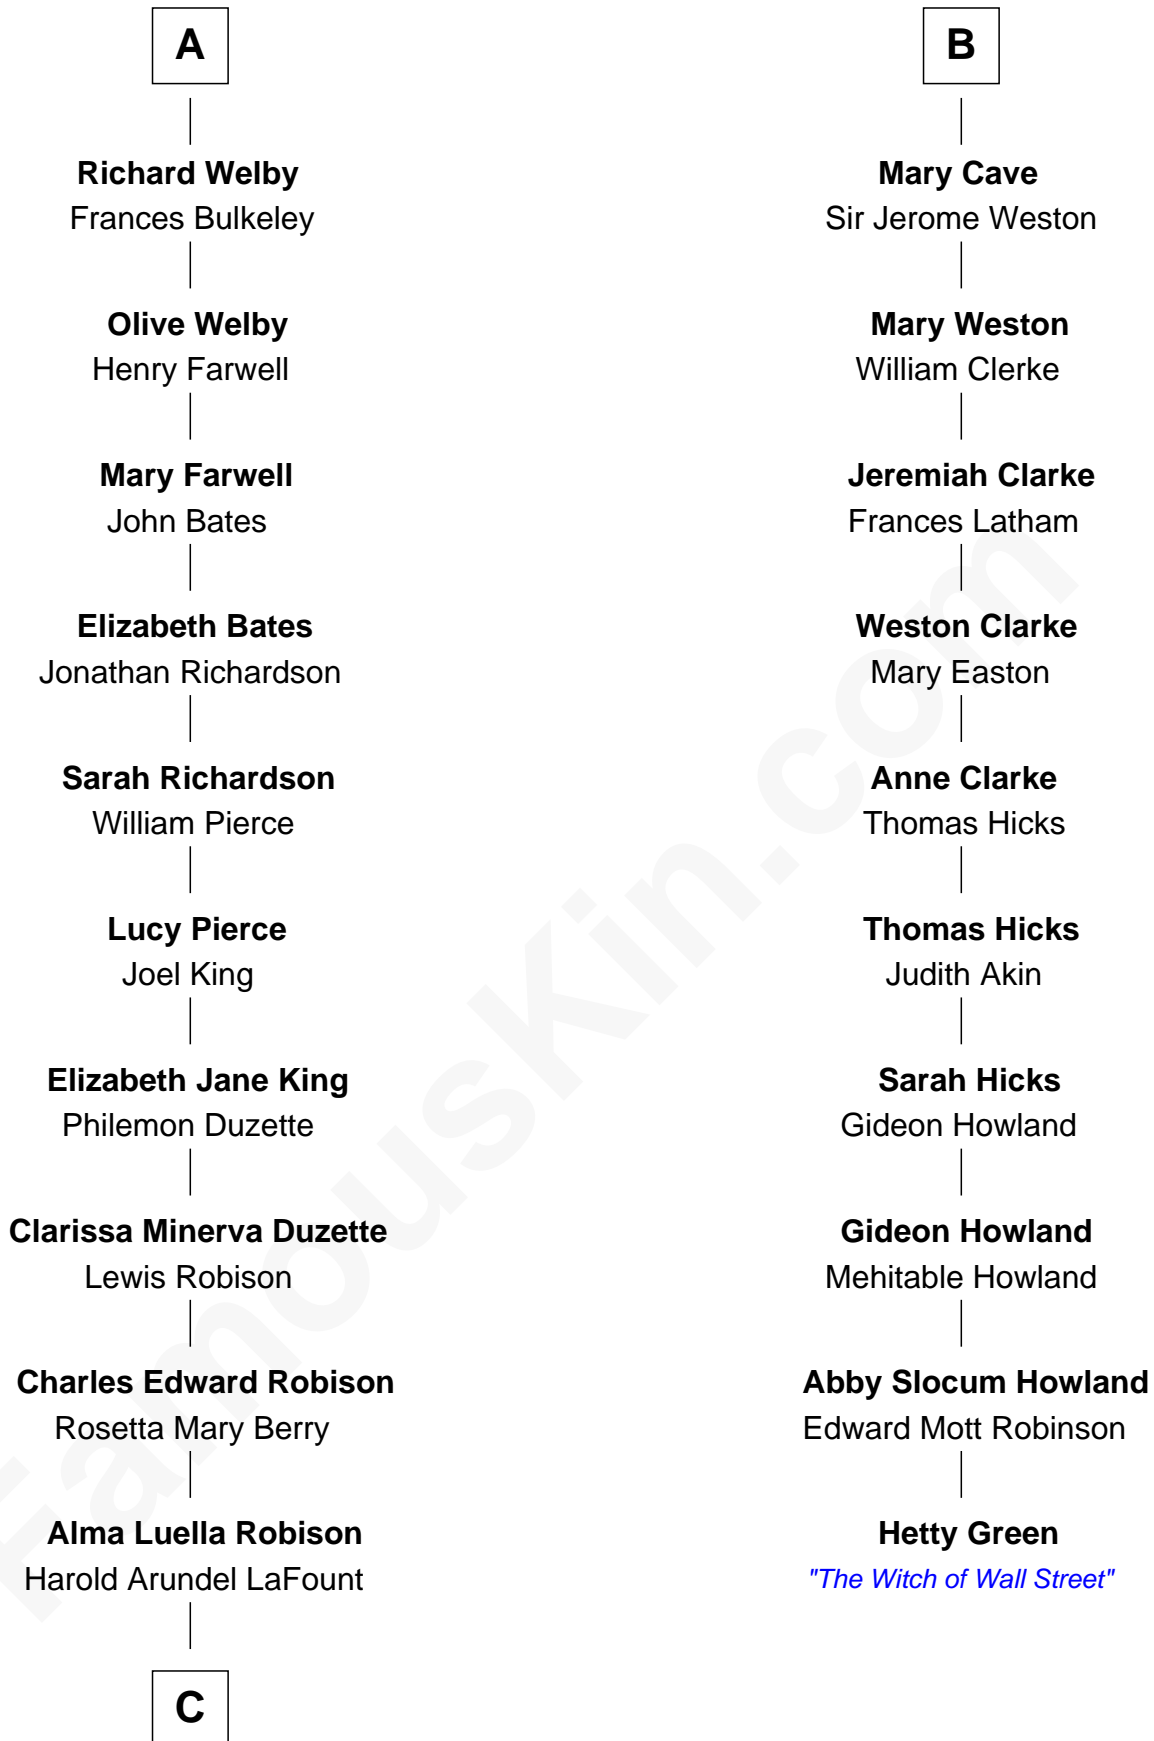 A
Richard Welby
Frances Bulkeley
Olive Welby
Henry Farwell
Mary Farwell
John Bates
Elizabeth Bates
Jonathan Richardson
Sarah Richardson
William Pierce
Lucy Pierce
Joel King
Elizabeth Jane King
Philemon Duzette
Clarissa Minerva Duzette
Lewis Robison
Charles Edward Robison
Rosetta Mary Berry
Alma Luella Robison
Harold Arundel LaFount
C
B
Mary Cave
Sir Jerome Weston
Mary Weston
William Clerke
Jeremiah Clarke
Frances Latham
Weston Clarke
Mary Easton
Anne Clarke
Thomas Hicks
Thomas Hicks
Judith Akin
Sarah Hicks
Gideon Howland
Gideon Howland
Mehitable Howland
Abby Slocum Howland
Edward Mott Robinson
Hetty Green
"The Witch of Wall Street"
FamousKin.com